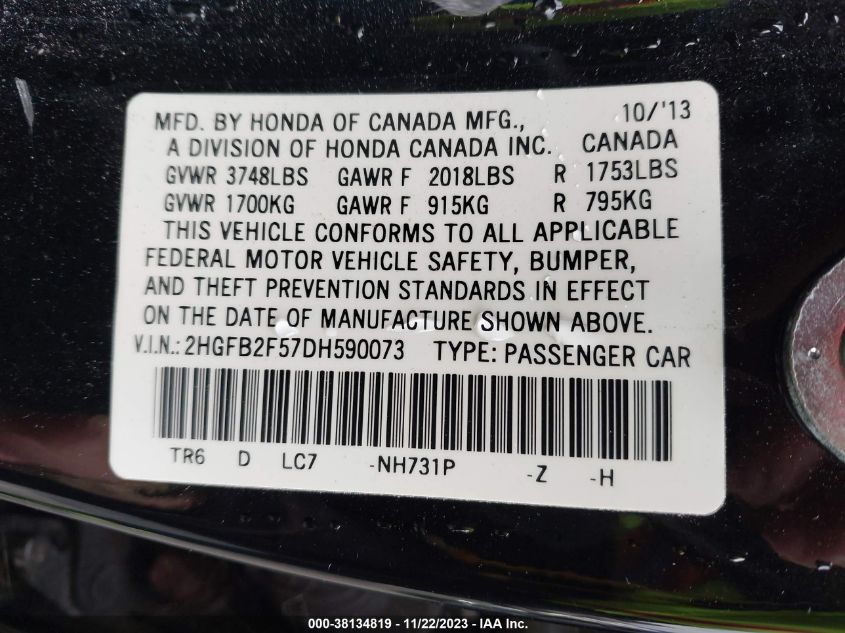 MFD. BY HONDA OF CANADA MFG., 10/'13
A DIVISION OF HONDA CANADA INC. CANADA
GVWR 3748LBS GAWR F 2018LBS R 1753LBS
GVWR 1700KG GAWR F 915KG R 795KG
THIS VEHICLE CONFORMS TO ALL APPLICABLE
FEDERAL MOTOR VEHICLE SAFETY, BUMPER,
AND THEFT PREVENTION STANDARDS IN EFFECT
ON THE DATE OF MANUFACTURE SHOWN ABOVE.
V.I.N.: 2HGFB2F57DH590073 TYPE: PASSENGER CAR
TR6 D LC7 -NH731P -Z -H
000-38134819 - 11/22/2023 - IAA Inc.